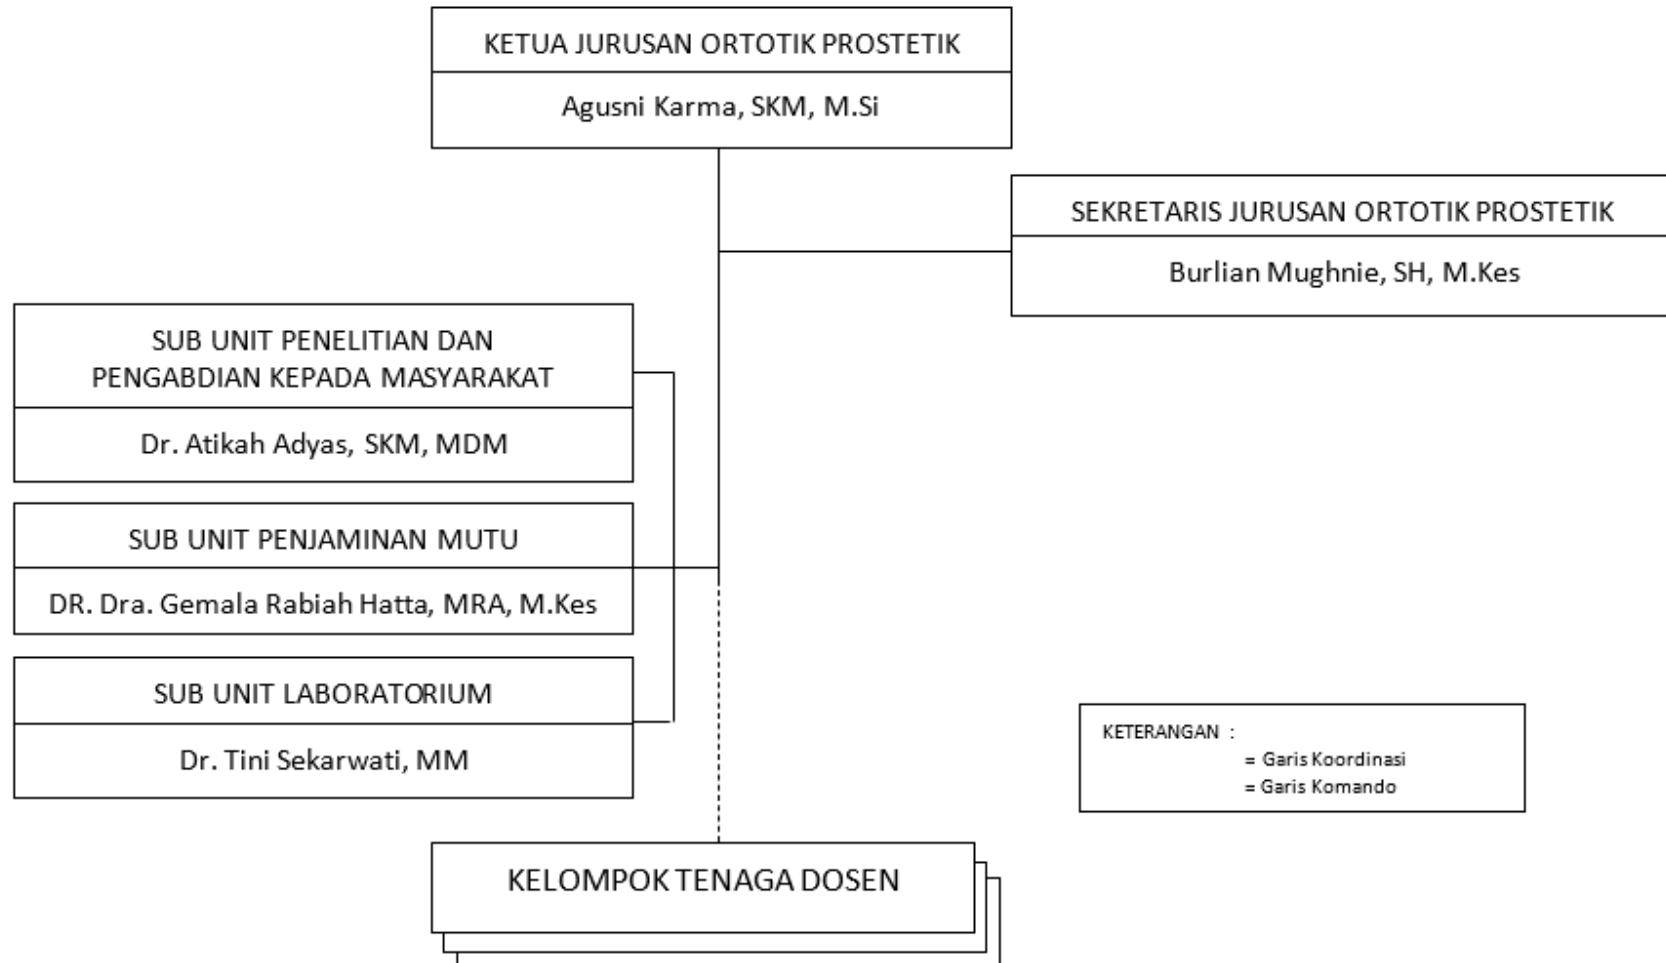 KETUA JURUSAN ORTOTIK PROSTETIK
Agusni Karma, SKM, M.Si
SEKRETARIS JURUSAN ORTOTIK PROSTETIK
Burlian Mughnie, SH, M.Kes
SUB UNIT PENELITIAN DAN
PENGABDIAN KEPADA MASYARAKAT
Dr. Atikah Adyas, SKM, MDM
SUB UNIT PENJAMINAN MUTU
DR. Dra. Gemala Rabiah Hatta, MRA, M.Kes
SUB UNIT LABORATORIUM
Dr. Tini Sekarwati, MM
KETERANGAN :
= Garis Koordinasi
= Garis Komando
KELOMPOK TENAGA DOSEN